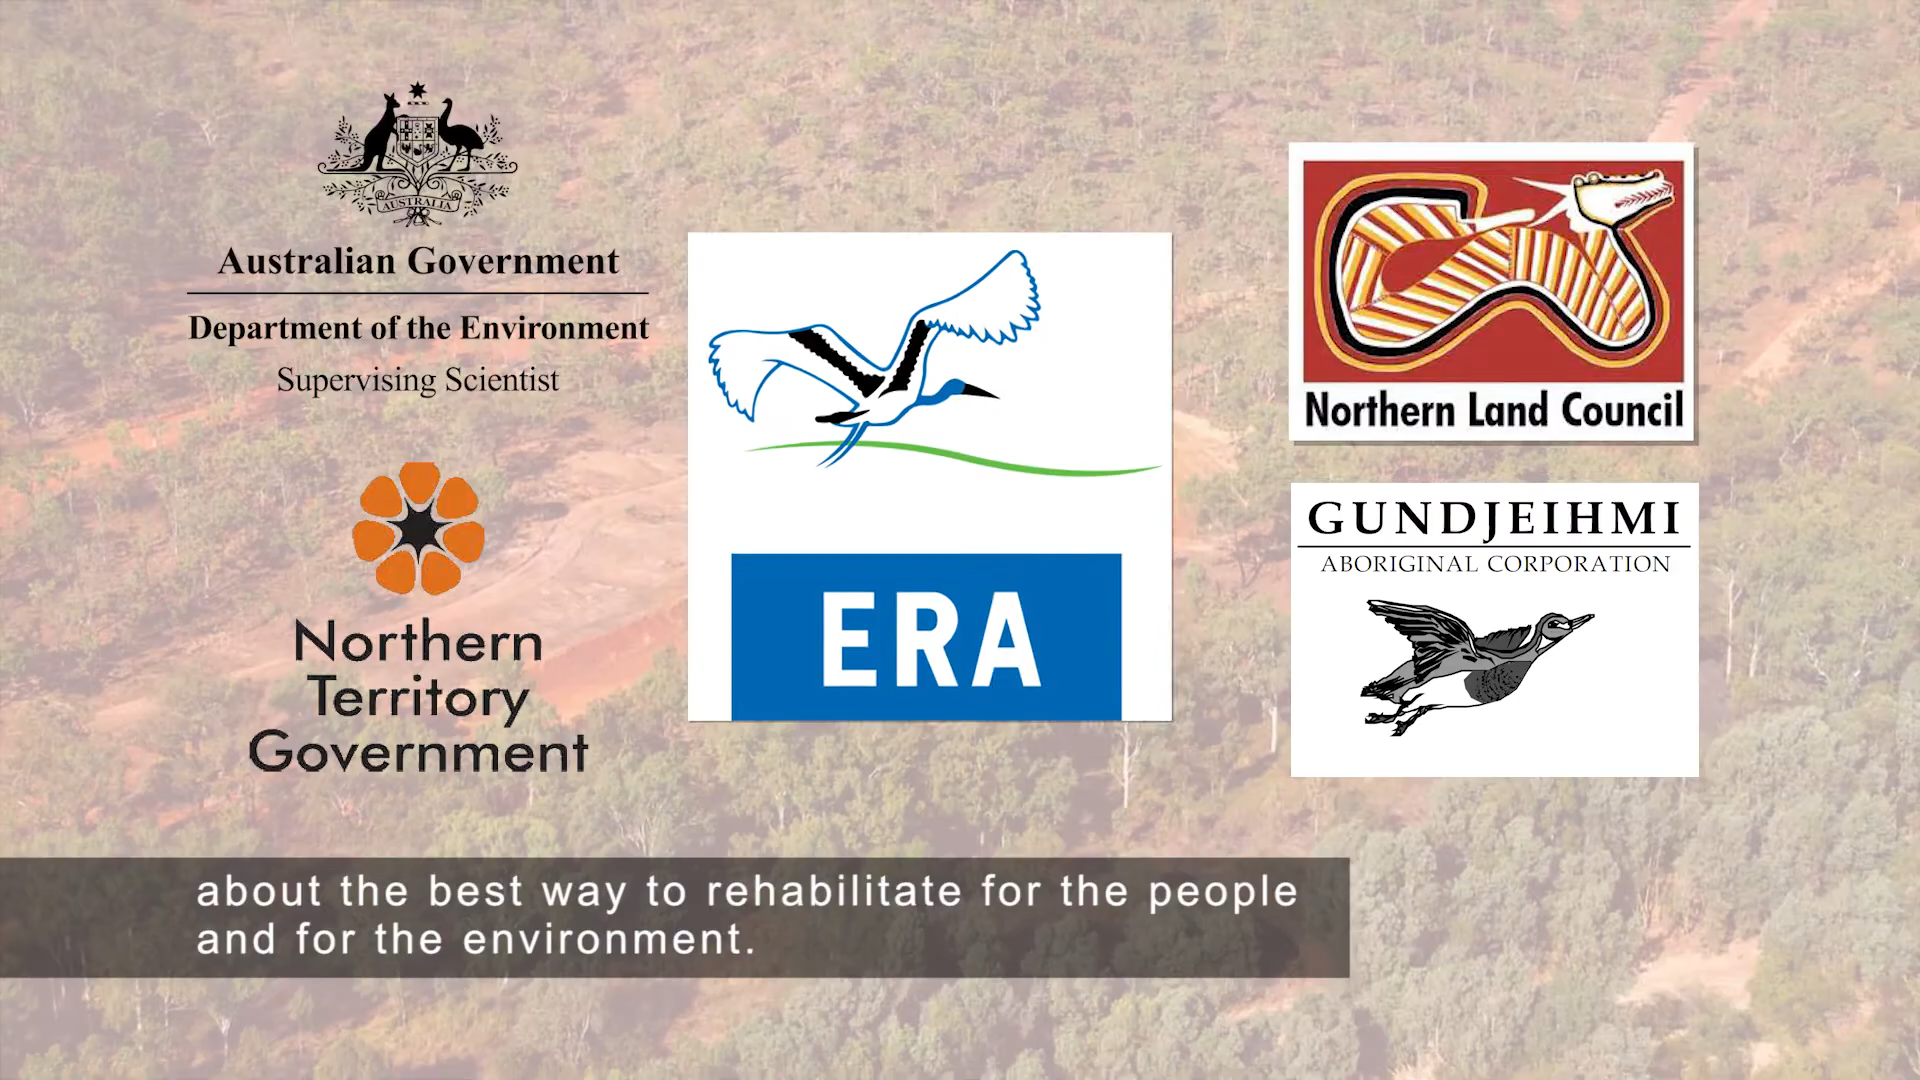 AUSTRALIA
Australian Government
Department of the Environment
Supervising Scientist
Northern
Territory
Government
ERA
Northern Land Council
GUNDJEIHMI
ABORIGINAL CORPORATION
about the best way to rehabilitate for the people
and for the environment.